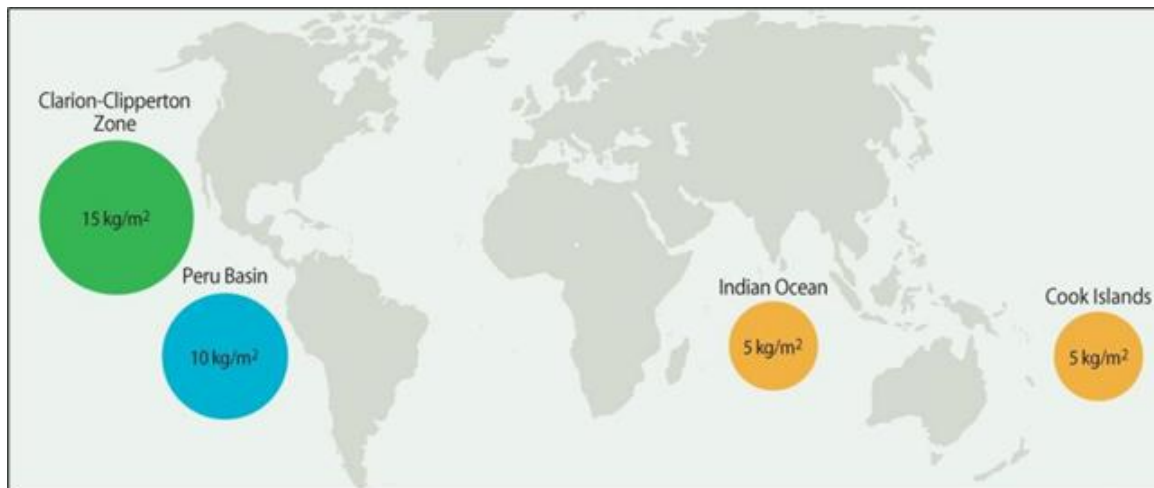 Clarion-Clipperton
Zone
15 kg/m²
Peru Basin
10 kg/m²
Indian Ocean
5 kg/m²
Cook Islands
5 kg/m²